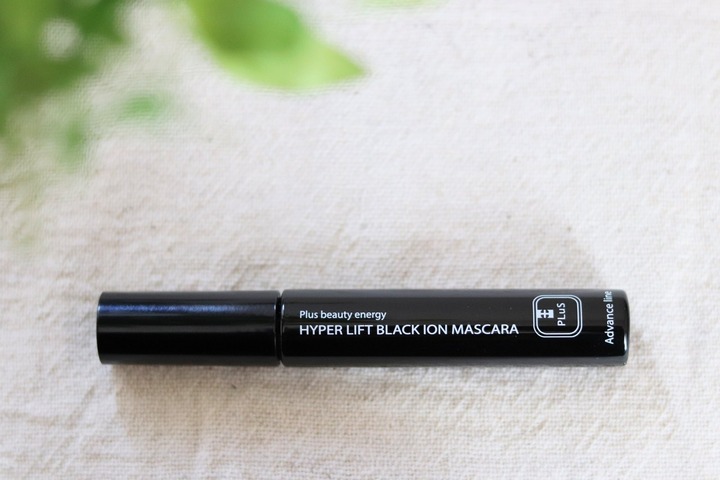 Plus beauty energy
HYPER LIFT BLACK ION MASCARA
PLuS
Advance line